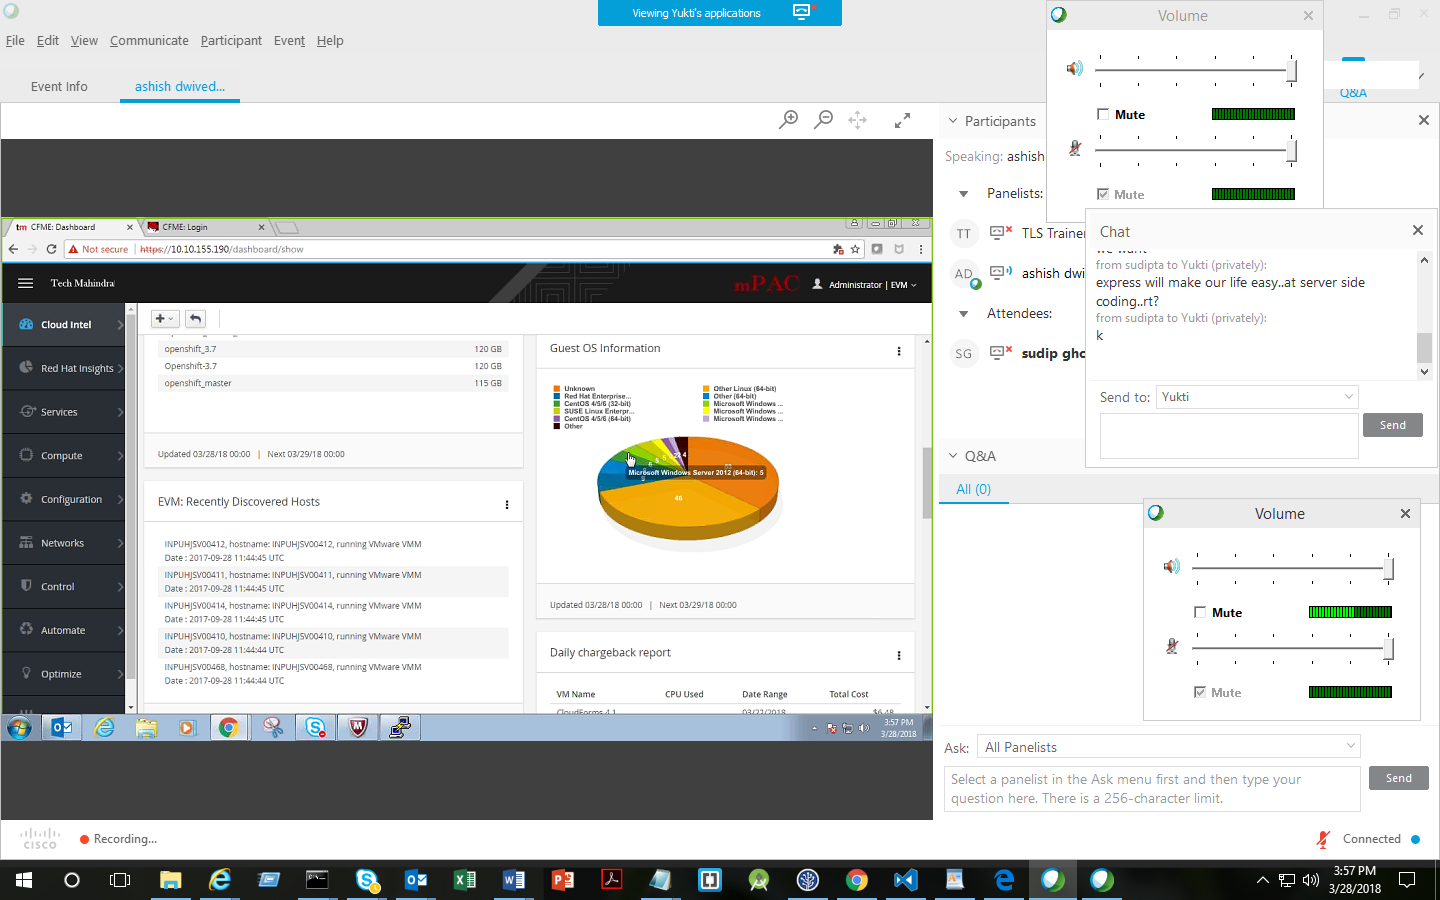 Viewing Yukti's applications
File Edit View Communicate Participant Event Help
Event Info
ashish dwived...
Volume
Mute
Mute
Q&A
Participants
Speaking: ashish
Panelists:
TT TLS Trainer
AD ashish dwi
Attendees:
SG sudip gho
Chat
from sudipta to Yukti (privately):
express will make our life easy..at server side
coding..rt?
from sudipta to Yukti (privately):
k
Send to: Yukti
Send
Q&A
All (0)
Volume
Mute
Mute
Ask: All Panelists
Select a panelist in the Ask menu first and then type your
question here. There is a 256-character limit.
Send
tm CFME: Dashboard
CFME: Login
Not secure https://10.10.155.190/dashboard/show
Tech Mahindra
mPAC
Administrator | EVM
Cloud Intel
Red Hat Insights
Services
Compute
Configuration
Networks
Control
Automate
Optimize
openshift_3.7 120 GB
Openshift-3.7 120 GB
openshift_master 115 GB
Updated 03/28/18 00:00 | Next 03/29/18 00:00
EVM: Recently Discovered Hosts
INPUHJSV00412, hostname: INPUHJSV00412, running VMware VMM
Date : 2017-09-28 11:44:45 UTC
INPUHJSV00411, hostname: INPUHJSV00411, running VMware VMM
Date : 2017-09-28 11:44:45 UTC
INPUHJSV00414, hostname: INPUHJSV00414, running VMware VMM
Date : 2017-09-28 11:44:45 UTC
INPUHJSV00410, hostname: INPUHJSV00410, running VMware VMM
Date : 2017-09-28 11:44:44 UTC
INPUHJSV00468, hostname: INPUHJSV00468, running VMware VMM
Date : 2017-09-28 11:44:44 UTC
Guest OS Information
Unknown
Red Hat Enterprise...
CentOS 4/5/6 (32-bit)
SUSE Linux Enterpr...
CentOS 4/5/6 (64-bit)
Other
Other Linux (64-bit)
Other (64-bit)
Microsoft Windows ...
Microsoft Windows ...
Microsoft Windows ...
Microsoft Windows Server 2012 (64-bit): 5
46
Updated 03/28/18 00:00 | Next 03/29/18 00:00
Daily chargeback report
VM Name CPU Used Date Range Total Cost
CloudForms 4.1 03/27/2018 $6.48
3:57 PM
3/28/2018
CISCO
Recording...
Connected
3:57 PM
3/28/2018